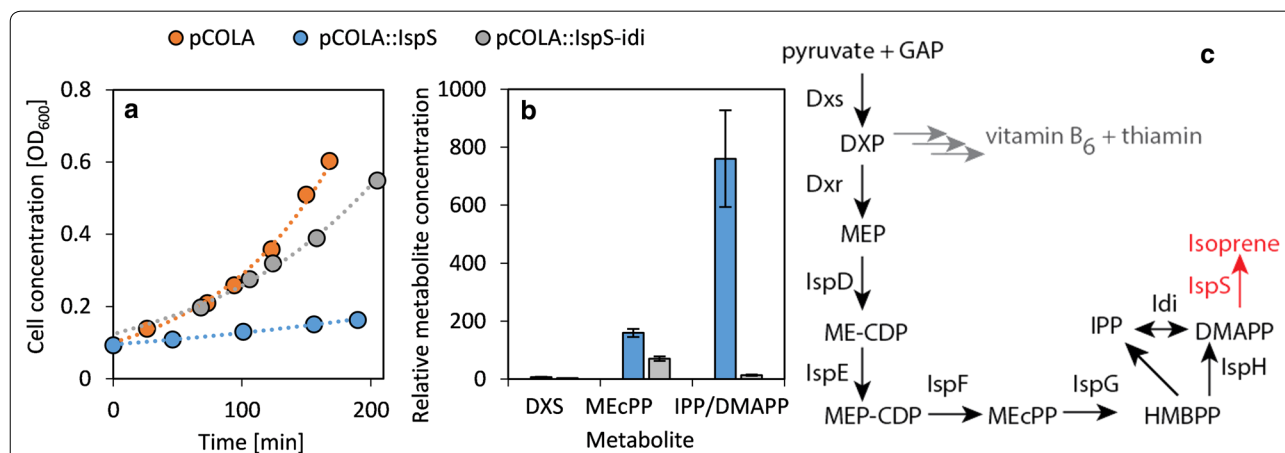 pCOLA pCOLA::IspS pCOLA::IspS-idi
a
Cell concentration [OD600]
0.8
0.6
0.4
0.2
0
0 100 200
Time [min]
b
Relative metabolite concentration
1000
800
600
400
200
0
DXS MEcPP IPP/DMAPP
Metabolite
c
pyruvate + GAP
Dxs
DXP
vitamin B6 + thiamin
Dxr
MEP
IspD
ME-CDP
IspE
MEP-CDP
IspF
MEcPP
IspG
HMBPP
IspH
IPP
Idi
DMAPP
IspS
Isoprene